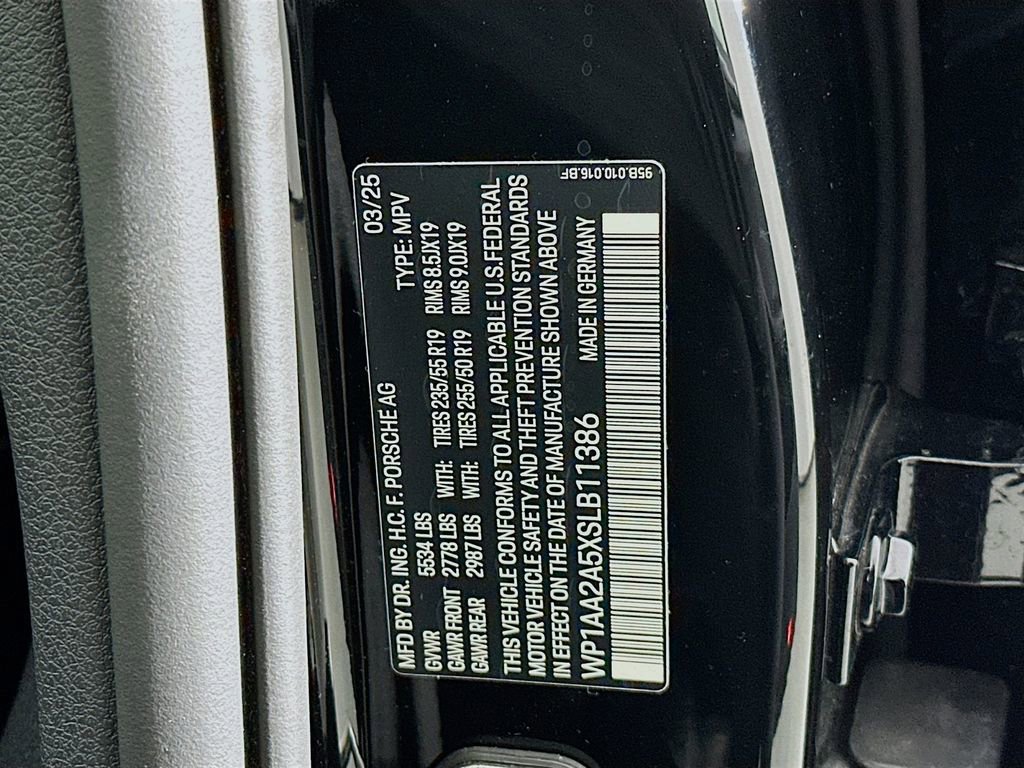 MFD BY DR. ING. H.C. F. PORSCHE AG 03/25
GVWR 5534 LBS TYPE: MPV
GAWR FRONT 2778 LBS WITH: TIRES 235/55 R19 RIMS 8.5JX19
GAWR REAR 2987 LBS WITH: TIRES 255/50 R19 RIMS 9.0JX19
THIS VEHICLE CONFORMS TO ALL APPLICABLE U.S.FEDERAL
MOTOR VEHICLE SAFETY AND THEFT PREVENTION STANDARDS
IN EFFECT ON THE DATE OF MANUFACTURE SHOWN ABOVE
WP1AA2A5XSLB11386 MADE IN GERMANY
95B.010.016.BF